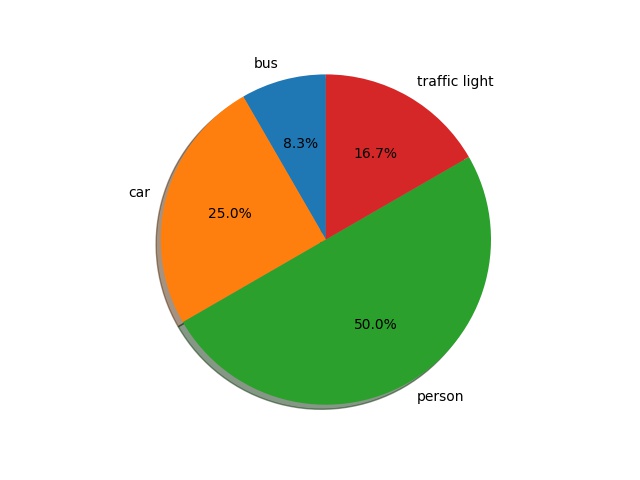 bus
traffic light
8.3%
16.7%
car
25.0%
50.0%
person